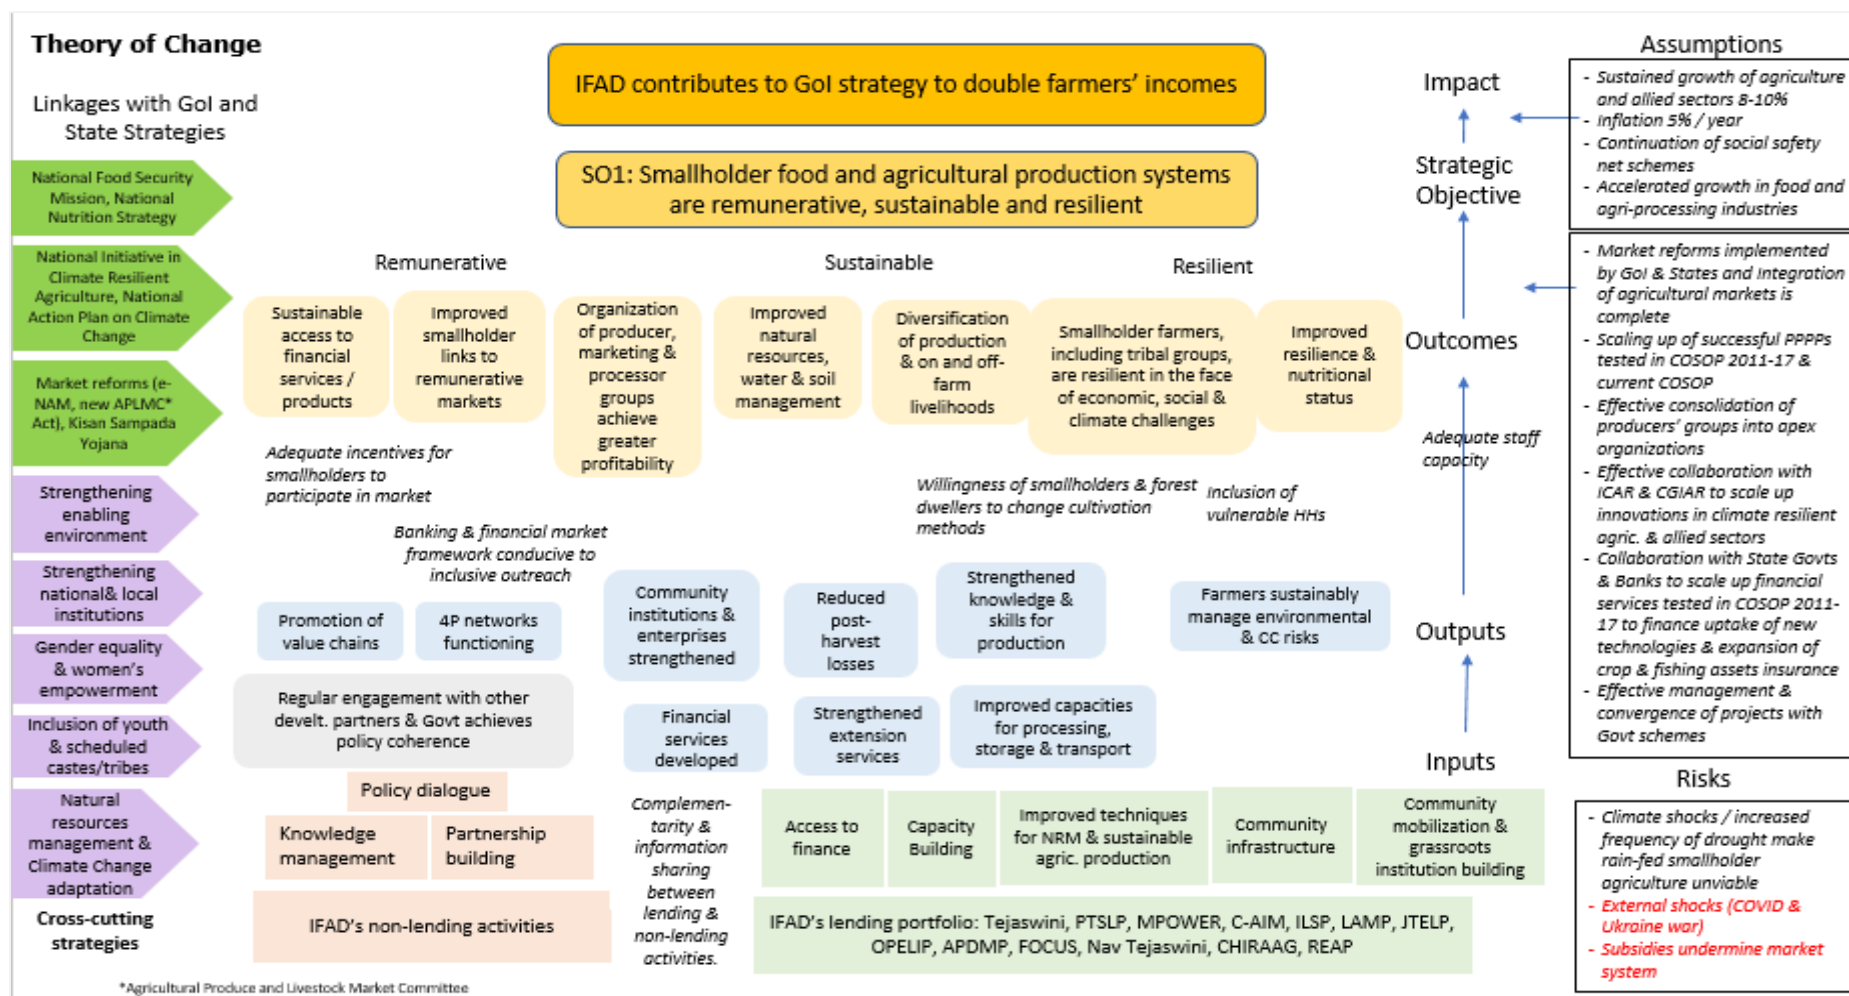 Theory of Change
Linkages with GoI and
State Strategies
National Food Security
Mission, National
Nutrition Strategy
National Initiative in
Climate Resilient
Agriculture, National
Action Plan on Climate
Change
Market reforms (e-
NAM, new APLMC*
Act), Kisan Sampada
Yojana
Strengthening
enabling
environment
Strengthening
national& local
institutions
Gender equality
& women's
empowerment
Inclusion of youth
& scheduled
castes/tribes
Natural
resources
management &
Climate Change
adaptation
Cross-cutting
strategies
*Agricultural Produce and Livestock Market Committee
IFAD contributes to GoI strategy to double farmers' incomes
SO1: Smallholder food and agricultural production systems
are remunerative, sustainable and resilient
Remunerative
Sustainable
Resilient
Sustainable
access to
financial
services /
products
Improved
smallholder
links to
remunerative
markets
Organization
of producer,
marketing &
processor
groups
achieve
greater
profitability
Improved
natural
resources,
water & soil
management
Diversification
of production
& on and off-
farm
livelihoods
Smallholder farmers,
including tribal groups,
are resilient in the face
of economic, social &
climate challenges
Improved
resilience &
nutritional
status
Adequate incentives for
smallholders to
participate in market
Banking & financial market
framework conducive to
inclusive outreach
Willingness of smallholders & forest
dwellers to change cultivation
methods
Inclusion of
vulnerable HHs
Adequate staff
capacity
Promotion of
value chains
4P networks
functioning
Community
institutions &
enterprises
strengthened
Reduced
post-
harvest
losses
Strengthened
knowledge &
skills for
production
Farmers sustainably
manage environmental
& CC risks
Regular engagement with other
develt. partners & Govt achieves
policy coherence
Financial
services
developed
Strengthened
extension
services
Improved capacities
for processing,
storage & transport
Policy dialogue
Knowledge
management
Partnership
building
IFAD's non-lending activities
Complemen-
tarity &
information
sharing
between
lending &
non-lending
activities.
Access to
finance
Capacity
Building
Improved techniques
for NRM & sustainable
agric. production
Community
infrastructure
Community
mobilization &
grassroots
institution building
IFAD's lending portfolio: Tejaswini, PTSLP, MPOWER, C-AIM, ILSP, LAMP, JTELP,
OPELIP, APDMP, FOCUS, Nav Tejaswini, CHIRAAG, REAP
Impact
Strategic
Objective
Outcomes
Outputs
Inputs
Assumptions
- Sustained growth of agriculture
and allied sectors 8-10%
- Inflation 5% / year
- Continuation of social safety
net schemes
- Accelerated growth in food and
agri-processing industries
- Market reforms implemented
by GoI & States and Integration
of agricultural markets is
complete
- Scaling up of successful PPPPs
tested in COSOP 2011-17 &
current COSOP
- Effective consolidation of
producers' groups into apex
organizations
- Effective collaboration with
ICAR & CGIAR to scale up
innovations in climate resilient
agric. & allied sectors
- Collaboration with State Govts
& Banks to scale up financial
services tested in COSOP 2011-
17 to finance uptake of new
technologies & expansion of
crop & fishing assets insurance
- Effective management &
convergence of projects with
Govt schemes
Risks
- Climate shocks / increased
frequency of drought make
rain-fed smallholder
agriculture unviable
- External shocks (COVID &
Ukraine war)
- Subsidies undermine market
system